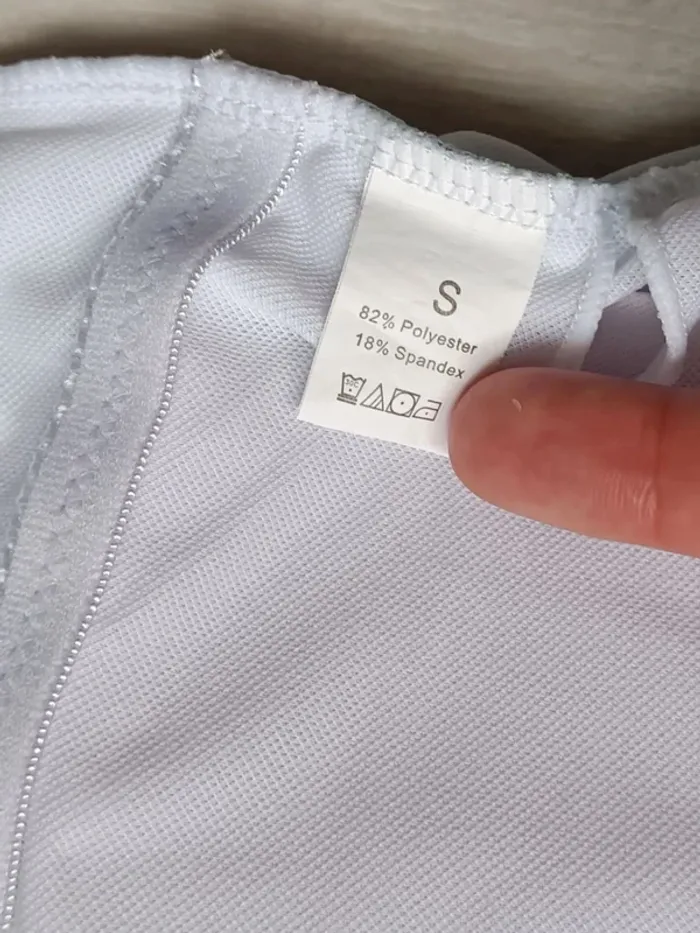 S
82% Polyester
18% Spandex